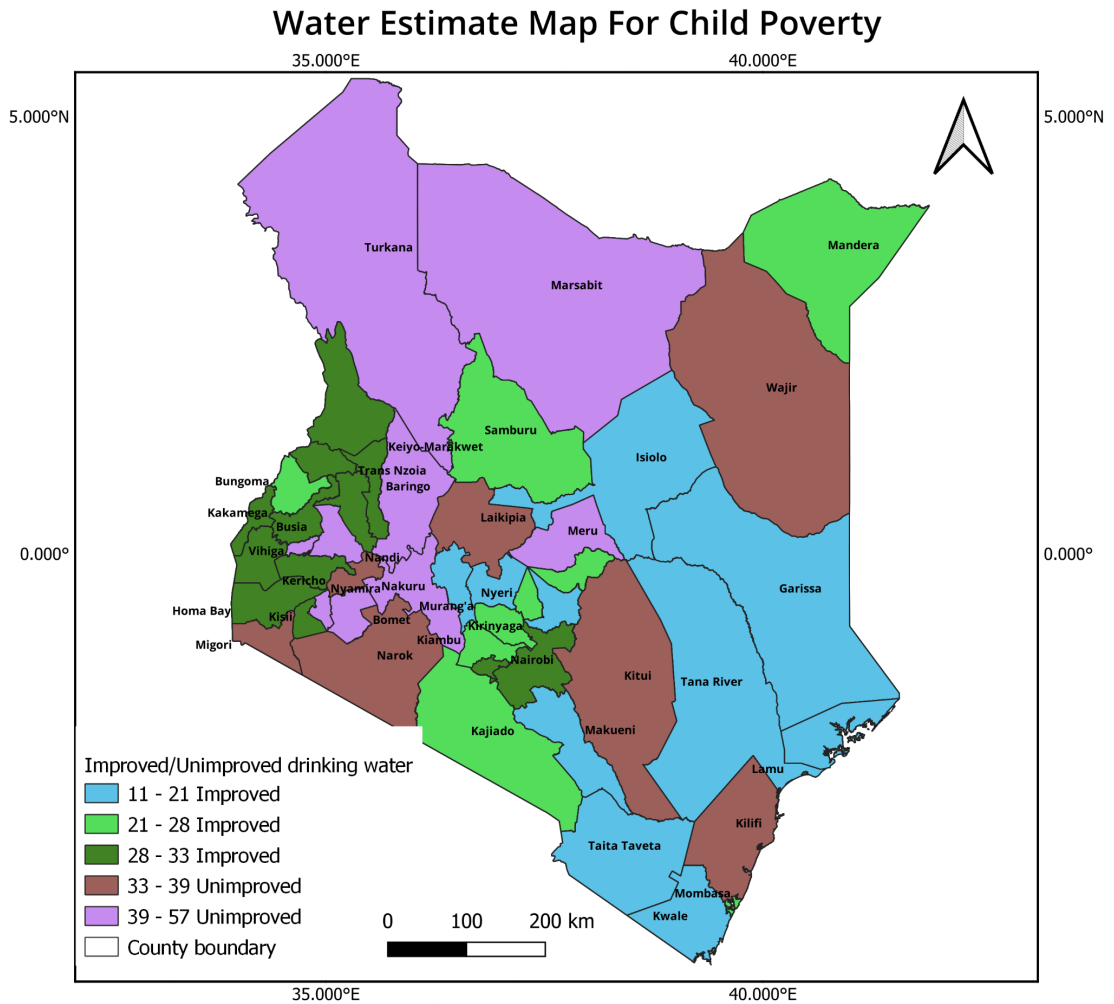 Water Estimate Map For Child Poverty
35.000°E
40.000°E
5.000°N
5.000°N
Mandera
Turkana
Marsabit
Wajir
Samburu
Keiyo-Marakwet
Isiolo
Trans Nzoia
Bungoma
Baringo
Kakamega
Laikipia
Busia
Meru
Vihiga
0.000°
0.000°
Nandi
Kericho
Nyamira
Nakuru
Garissa
Nyeri
Murang'a
Homa Bay
Kisii
Bomet
Kirinyaga
Migori
Kiambu
Narok
Nairobi
Kitui
Tana River
Kajiado
Makueni
Lamu
Kilifi
Taita Taveta
Mombasa
Kwale
Improved/Unimproved drinking water
11 - 21 Improved
21 - 28 Improved
28 - 33 Improved
33 - 39 Unimproved
39 - 57 Unimproved
County boundary
0 100 200 km
35.000°E
40.000°E